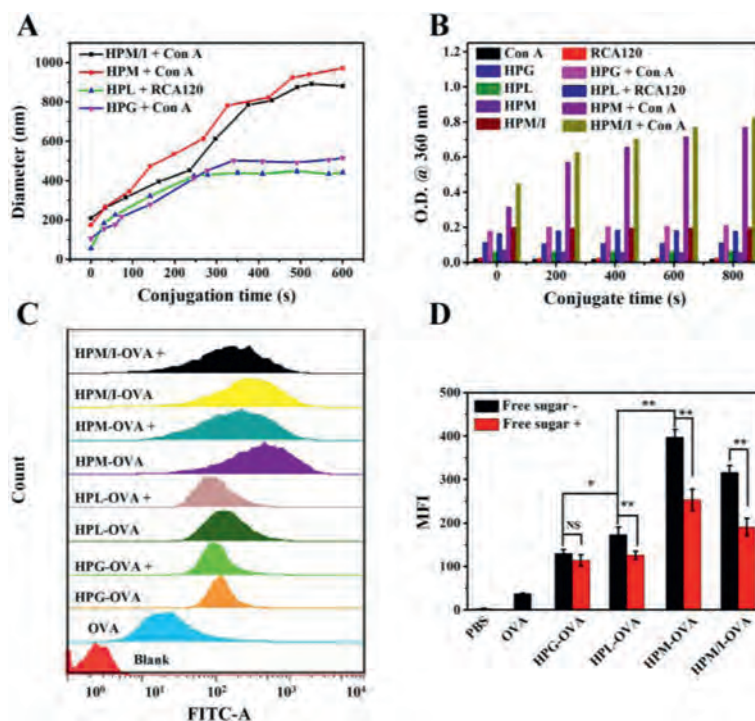 A
HPM/I + Con A
HPM + Con A
HPL + RCA120
HPG + Con A
Diameter (nm)
1000
800
600
400
200
0
0 100 200 300 400 500 600
Conjugation time (s)
B
Con A
RCA120
HPG
HPG + Con A
HPL
HPL + RCA120
HPM
HPM + Con A
HPM/I
HPM/I + Con A
O.D. @ 360 nm
1.2
0.8
0.6
0.4
0.2
0.0
0 200 400 600 800
Conjugate time (s)
C
HPM/I-OVA +
HPM/I-OVA
HPM-OVA +
HPM-OVA
HPL-OVA +
HPL-OVA
HPG-OVA +
HPG-OVA
OVA
Blank
Count
10⁰ 10¹ 10² 10³ 10⁴
FITC-A
D
Free sugar -
Free sugar +
MFI
500
400
300
200
100
0
NS
*
**
**
**
**
PBS
OVA
HPG-OVA
HPL-OVA
HPM-OVA
HPM/I-OVA